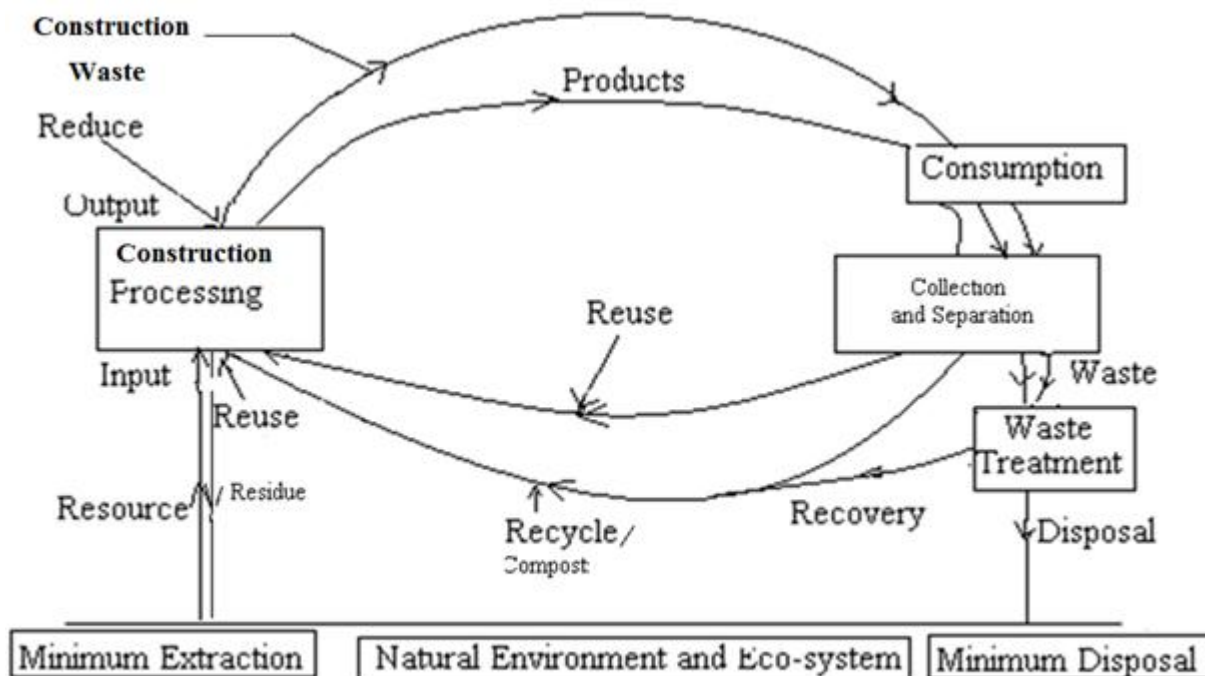 Construction
Waste
Products
Reduce
Consumption
Output
Construction
Processing
Collection
and Separation
Reuse
Input
Waste
Reuse
Waste
Treatment
Resource
/ Residue
Recovery
Recycle/
Compost
Disposal
Minimum Extraction
Natural Environment and Eco-system
Minimum Disposal